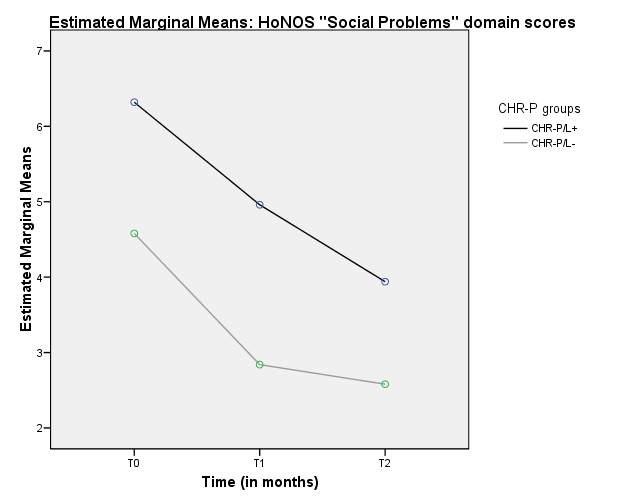 Estimated Marginal Means: HoNOS "Social Problems" domain scores
Estimated Marginal Means
7
6
5
4
3
2
T0 T1 T2
Time (in months)
CHR-P groups
CHR-P/L+
CHR-P/L-